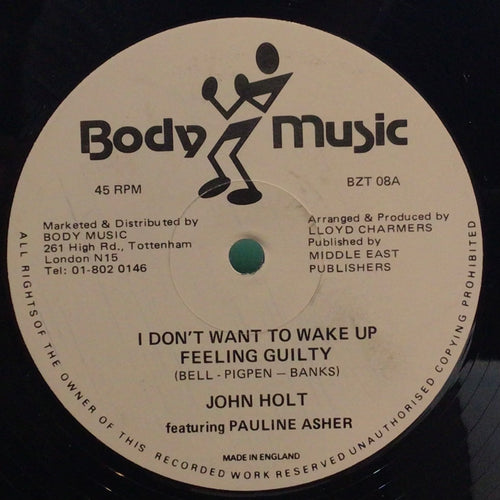 Body Music
45 RPM
BZT 08A
Marketed & Distributed by
BODY MUSIC
261 High Rd., Tottenham
London N15
Tel: 01-802 0146
Arranged & Produced by
LLOYD CHARMERS
Published by
MIDDLE EAST
PUBLISHERS
I DON'T WANT TO WAKE UP
FEELING GUILTY
(BELL - PIGPEN — BANKS)
JOHN HOLT
featuring PAULINE ASHER
MADE IN ENGLAND
ALL RIGHTS OF THE OWNER OF THIS RECORDED WORK RESERVED UNAUTHORISED COPYING PROHIBITED